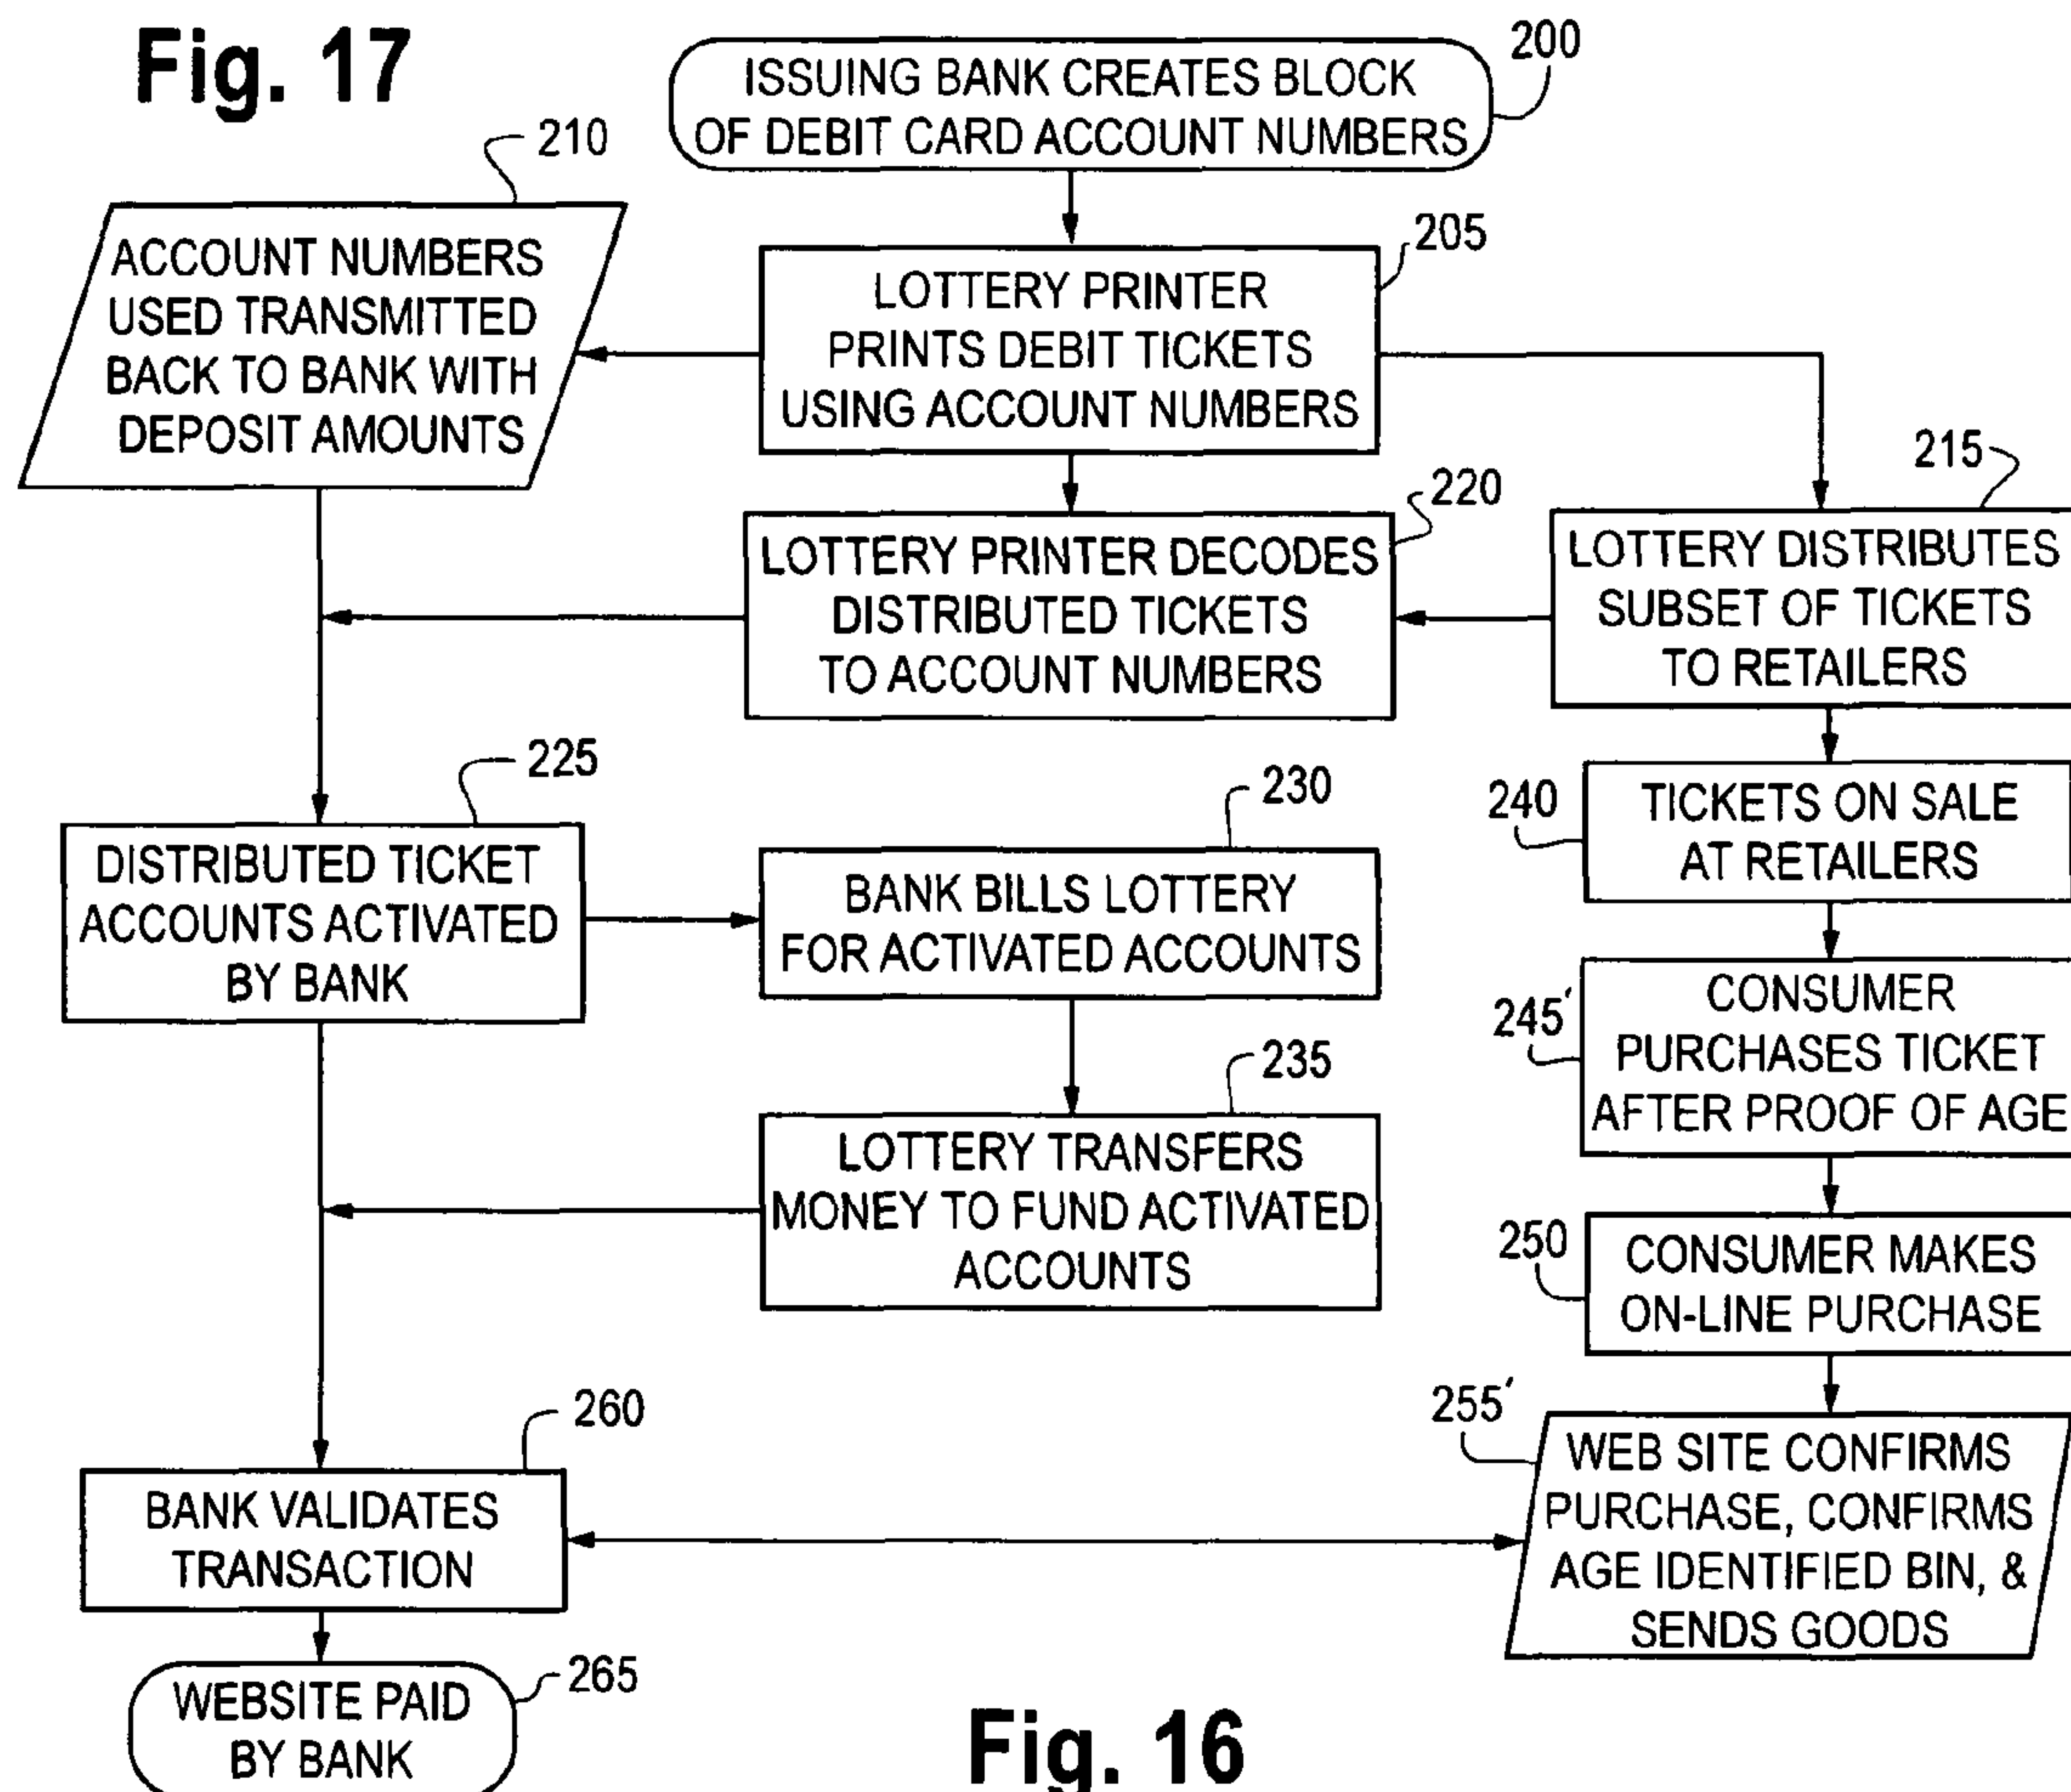 Fig. 17
200
ISSUING BANK CREATES BLOCK
OF DEBIT CARD ACCOUNT NUMBERS
210
ACCOUNT NUMBERS
USED TRANSMITTED
BACK TO BANK WITH
DEPOSIT AMOUNTS
205
LOTTERY PRINTER
PRINTS DEBIT TICKETS
USING ACCOUNT NUMBERS
215
LOTTERY DISTRIBUTES
SUBSET OF TICKETS
TO RETAILERS
220
LOTTERY PRINTER DECODES
DISTRIBUTED TICKETS
TO ACCOUNT NUMBERS
225
DISTRIBUTED TICKET
ACCOUNTS ACTIVATED
BY BANK
230
BANK BILLS LOTTERY
FOR ACTIVATED ACCOUNTS
240
TICKETS ON SALE
AT RETAILERS
235
LOTTERY TRANSFERS
MONEY TO FUND ACTIVATED
ACCOUNTS
245'
CONSUMER
PURCHASES TICKET
AFTER PROOF OF AGE
250
CONSUMER MAKES
ON-LINE PURCHASE
255'
WEB SITE CONFIRMS
PURCHASE, CONFIRMS
AGE IDENTIFIED BIN, &
SENDS GOODS
260
BANK VALIDATES
TRANSACTION
265
WEBSITE PAID
BY BANK
Fig. 16